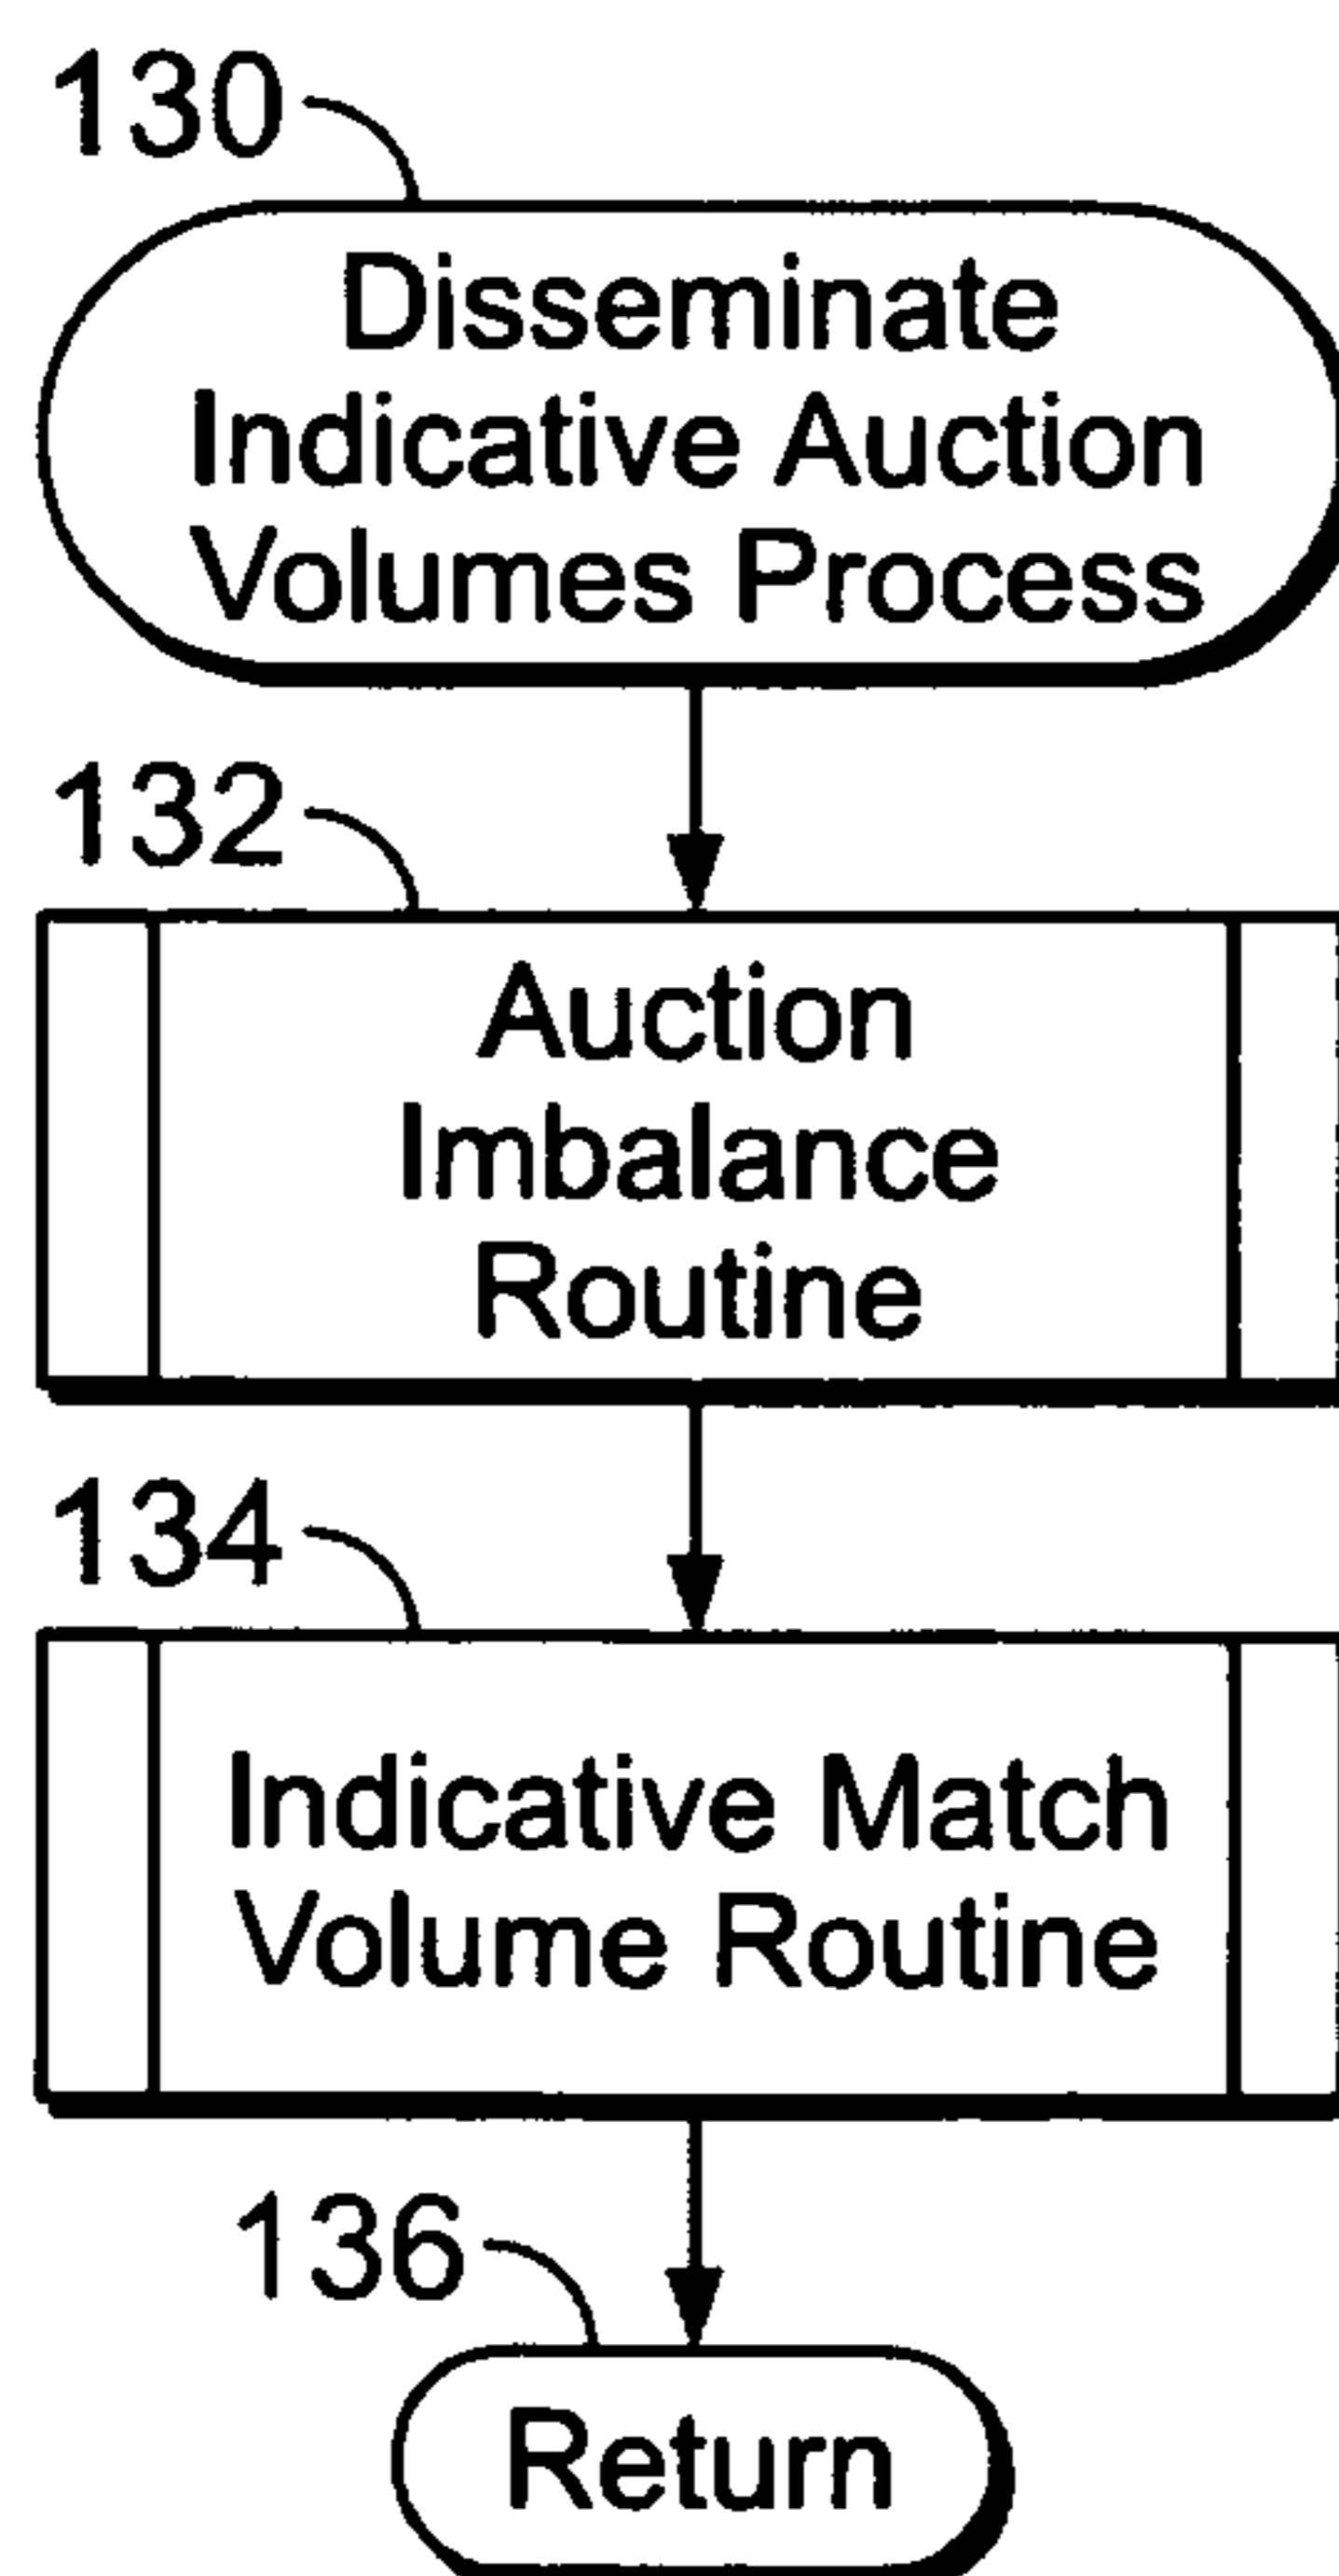 130
Disseminate
Indicative Auction
Volumes Process
132
Auction
Imbalance
Routine
134
Indicative Match
Volume Routine
136
Return